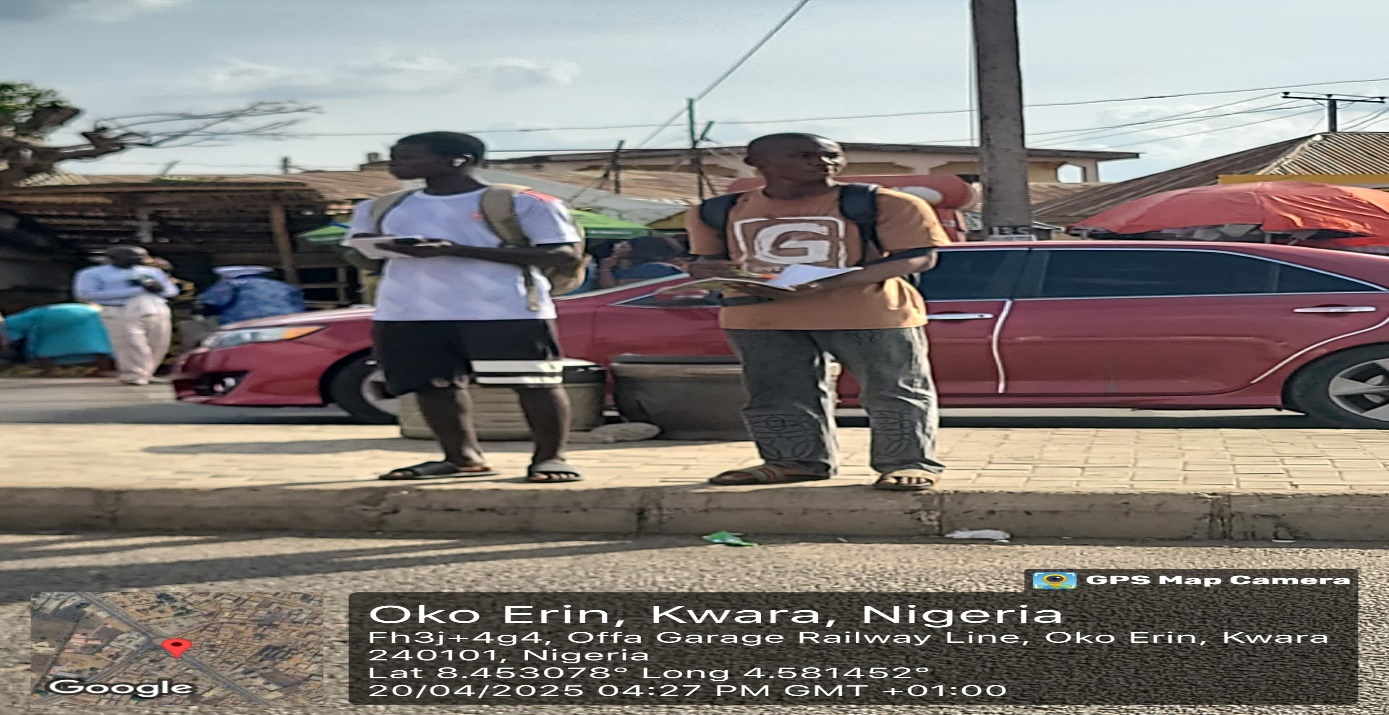 G
GPS Map Camera
Oko Erin, Kwara, Nigeria
Fh3j+4g4, Offa Garage Railway Line, Oko Erin, Kwara
240101, Nigeria
Lat 8.453078° Long 4.581452°
20/04/2025 04:27 PM GMT +01:00
Google